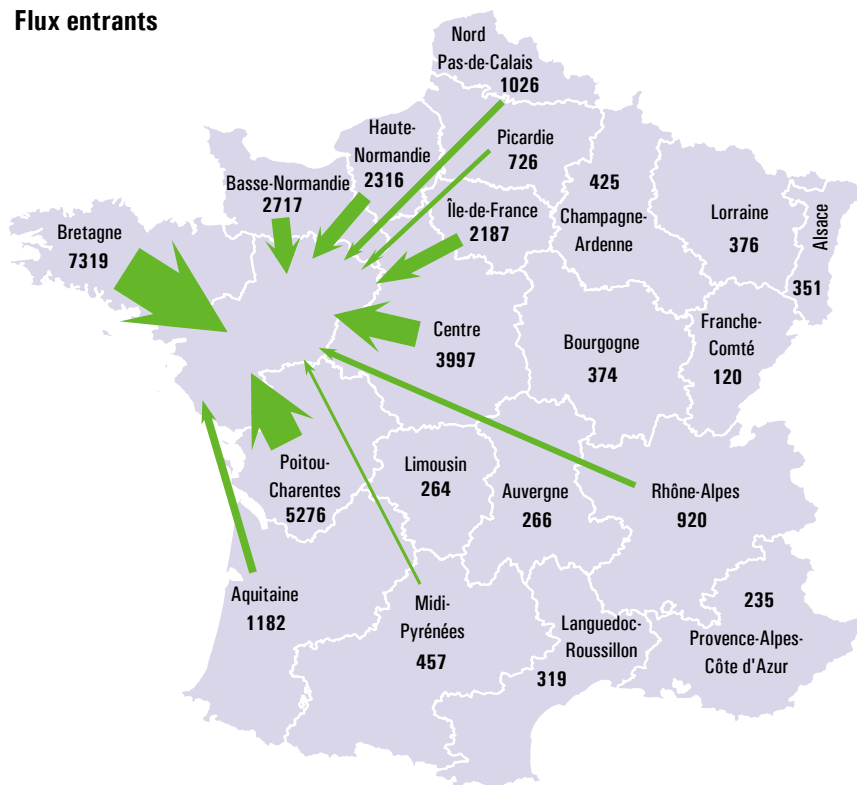 Flux entrants
Nord
Pas-de-Calais
1026
Haute-
Normandie
2316
Picardie
726
Basse-Normandie
2717
425
Champagne-
Ardenne
Île-de-France
2187
Lorraine
376
Alsace
351
Bretagne
7319
Centre
3997
Bourgogne
374
Franche-
Comté
120
Poitou-
Charentes
5276
Limousin
264
Auvergne
266
Rhône-Alpes
920
Aquitaine
1182
Midi-
Pyrénées
457
Languedoc-
Roussillon
319
235
Provence-Alpes-
Côte d'Azur